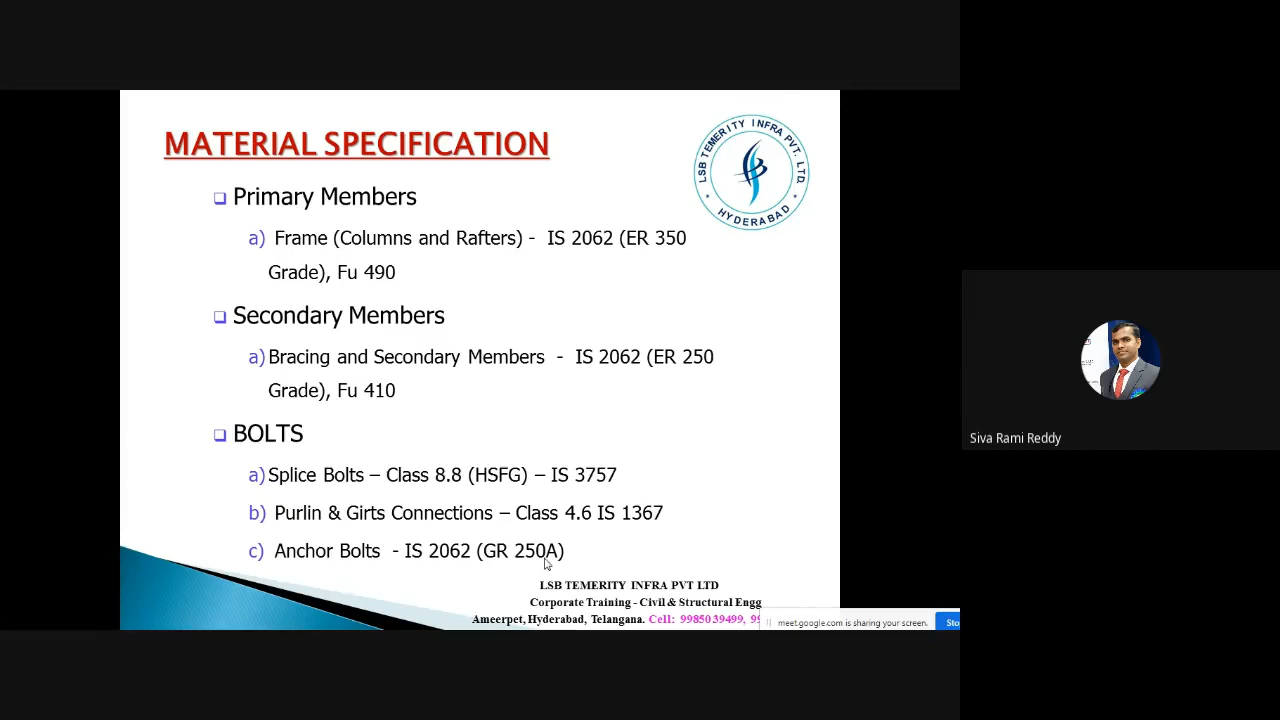 MATERIAL SPECIFICATION
LSB TEMERITY INFRA PVT. LTD.
* HYDERABAD *
Primary Members
a) Frame (Columns and Rafters) - IS 2062 (ER 350
Grade), Fu 490
Secondary Members
a) Bracing and Secondary Members - IS 2062 (ER 250
Grade), Fu 410
BOLTS
a) Splice Bolts – Class 8.8 (HSFG) – IS 3757
b) Purlin & Girts Connections – Class 4.6 IS 1367
c) Anchor Bolts - IS 2062 (GR 250A)
LSB TEMERITY INFRA PVT LTD
Corporate Training - Civil & Structural Engg
Ameerpet, Hyderabad, Telangana. Cell: 9985039499, 99
meet.google.com is sharing your screen.
Sto
Siva Rami Reddy